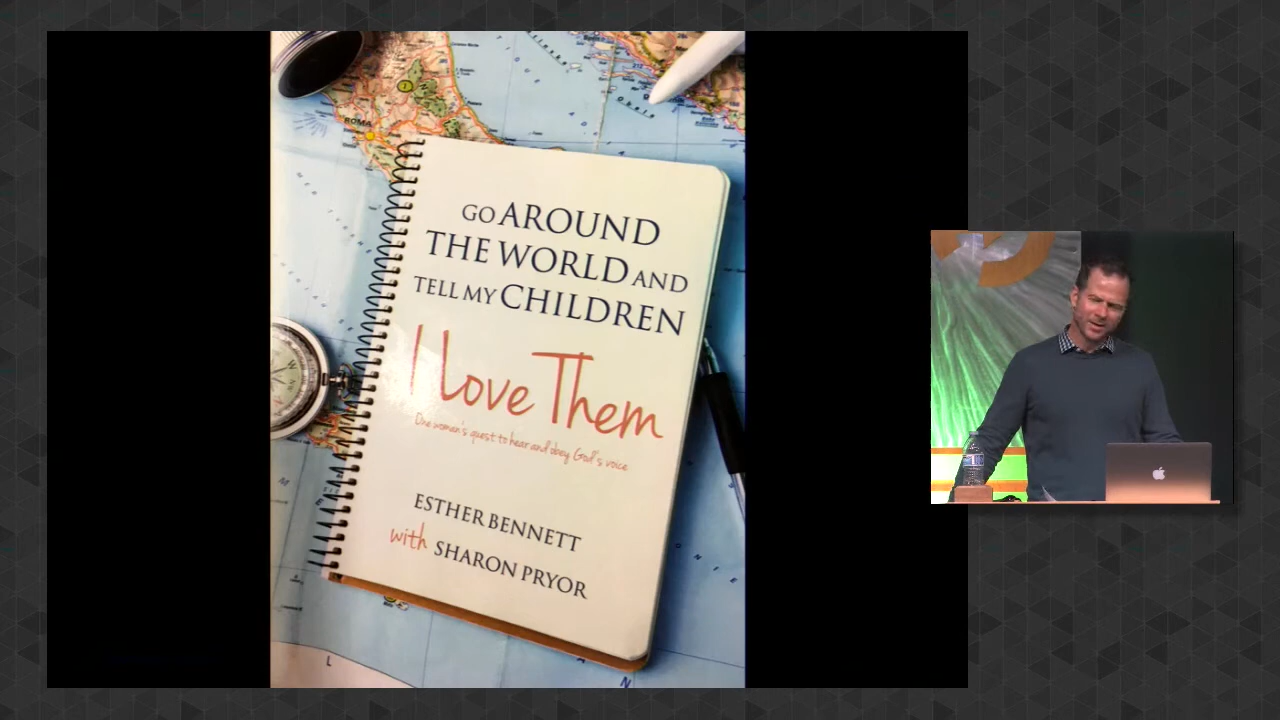 ROMA
GO AROUND
THE WORLD AND
TELL MY CHILDREN
I Love Them
One woman's quest to hear and obey God's voice
ESTHER BENNETT
with SHARON PRYOR